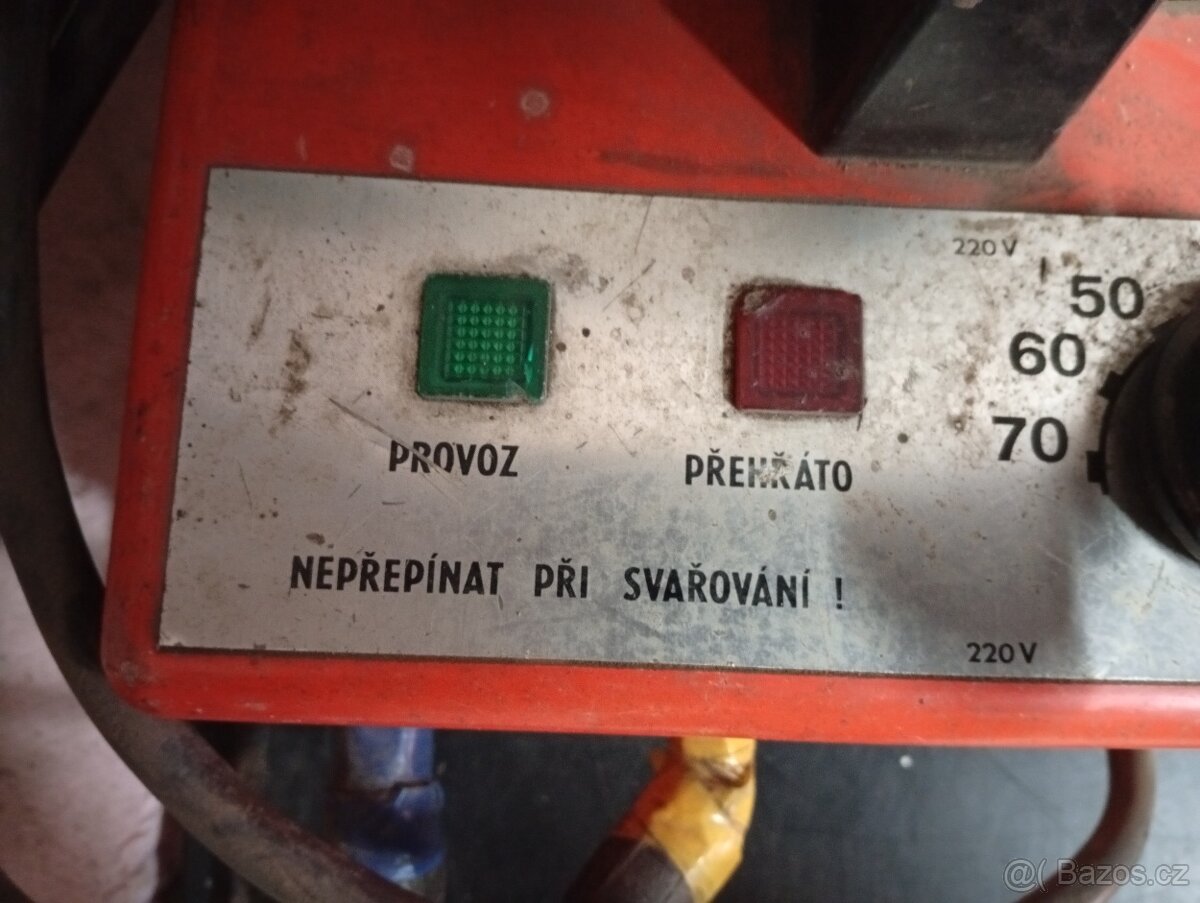 220 V
50
60
70
PROVOZ
PŘEHŘÁTO
NEPŘEPÍNAT PŘI SVAŘOVÁNÍ !
220 V
@( Bazos.cz